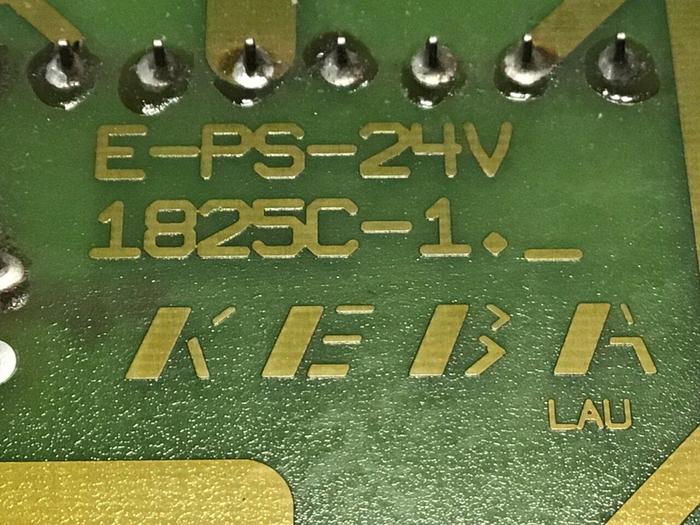 E-PS-24V
1825C-1._
KEBA
LAU